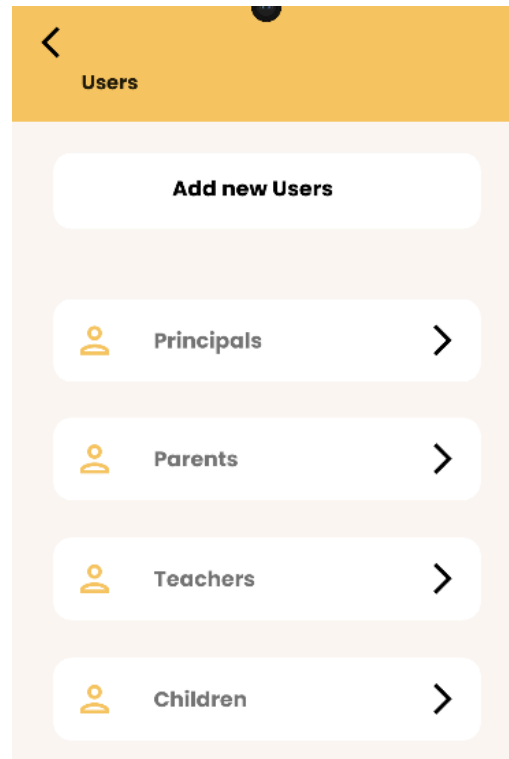 Users
Add new Users
Principals
Parents
Teachers
Children